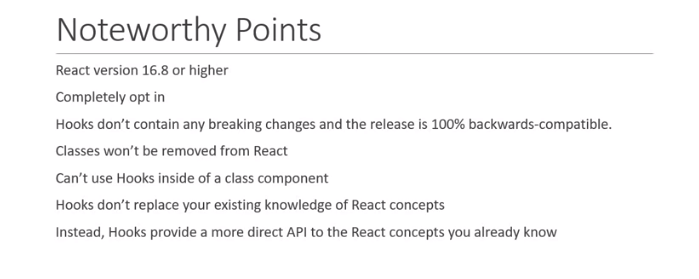 Noteworthy Points
React version 16.8 or higher
Completely opt in
Hooks don’t contain any breaking changes and the release is 100% backwards-compatible.
Classes won’t be removed from React
Can’t use Hooks inside of a class component
Hooks don’t replace your existing knowledge of React concepts
Instead, Hooks provide a more direct API to the React concepts you already know